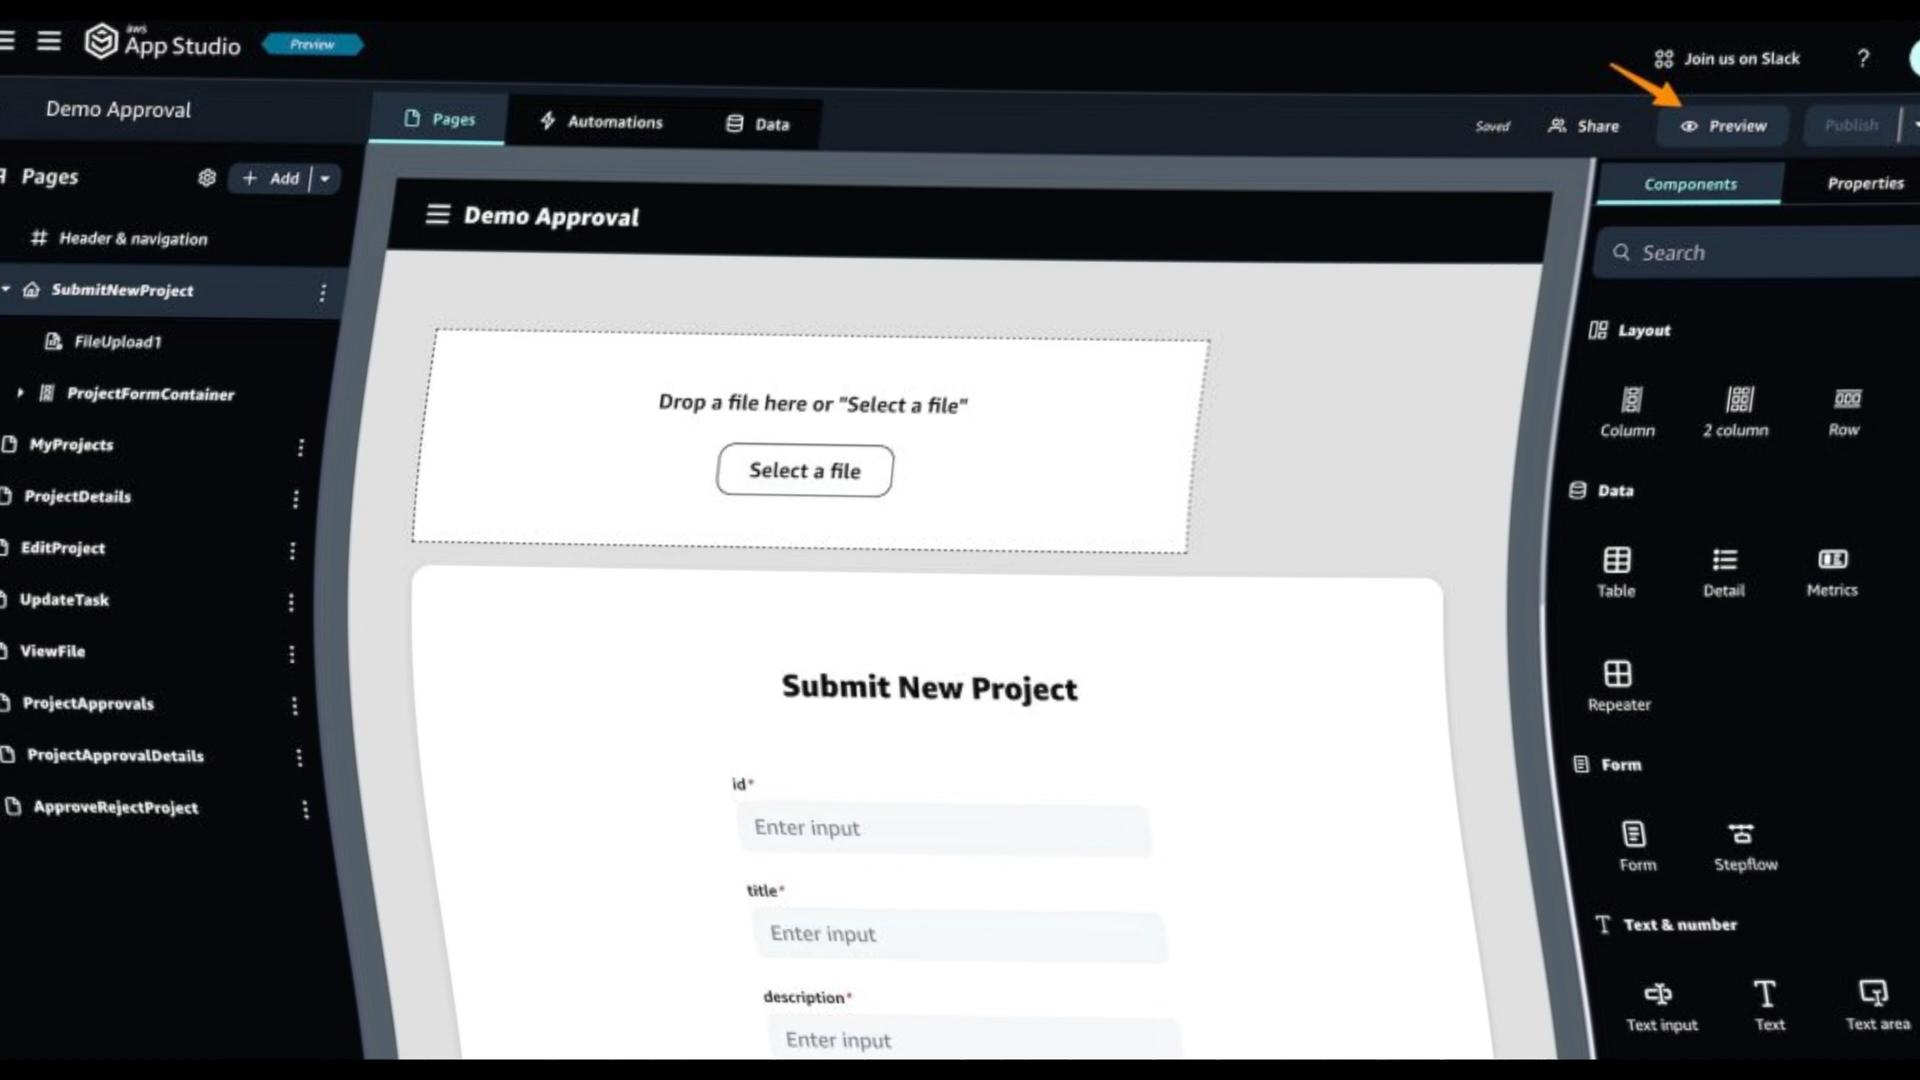 aws
App Studio
Preview
Join us on Slack
?
Demo Approval
Pages
Automations
Data
Saved
Share
Preview
Publish
Pages
+ Add
Header & navigation
SubmitNewProject
FileUpload1
ProjectFormContainer
MyProjects
ProjectDetails
EditProject
UpdateTask
ViewFile
ProjectApprovals
ProjectApprovalDetails
ApproveRejectProject
Demo Approval
Drop a file here or "Select a file"
Select a file
Submit New Project
id*
Enter input
title*
Enter input
description*
Enter input
Components
Properties
Search
Layout
Column
2 column
Row
Data
Table
Detail
Metrics
Repeater
Form
Form
Stepflow
Text & number
Text input
Text
Text area